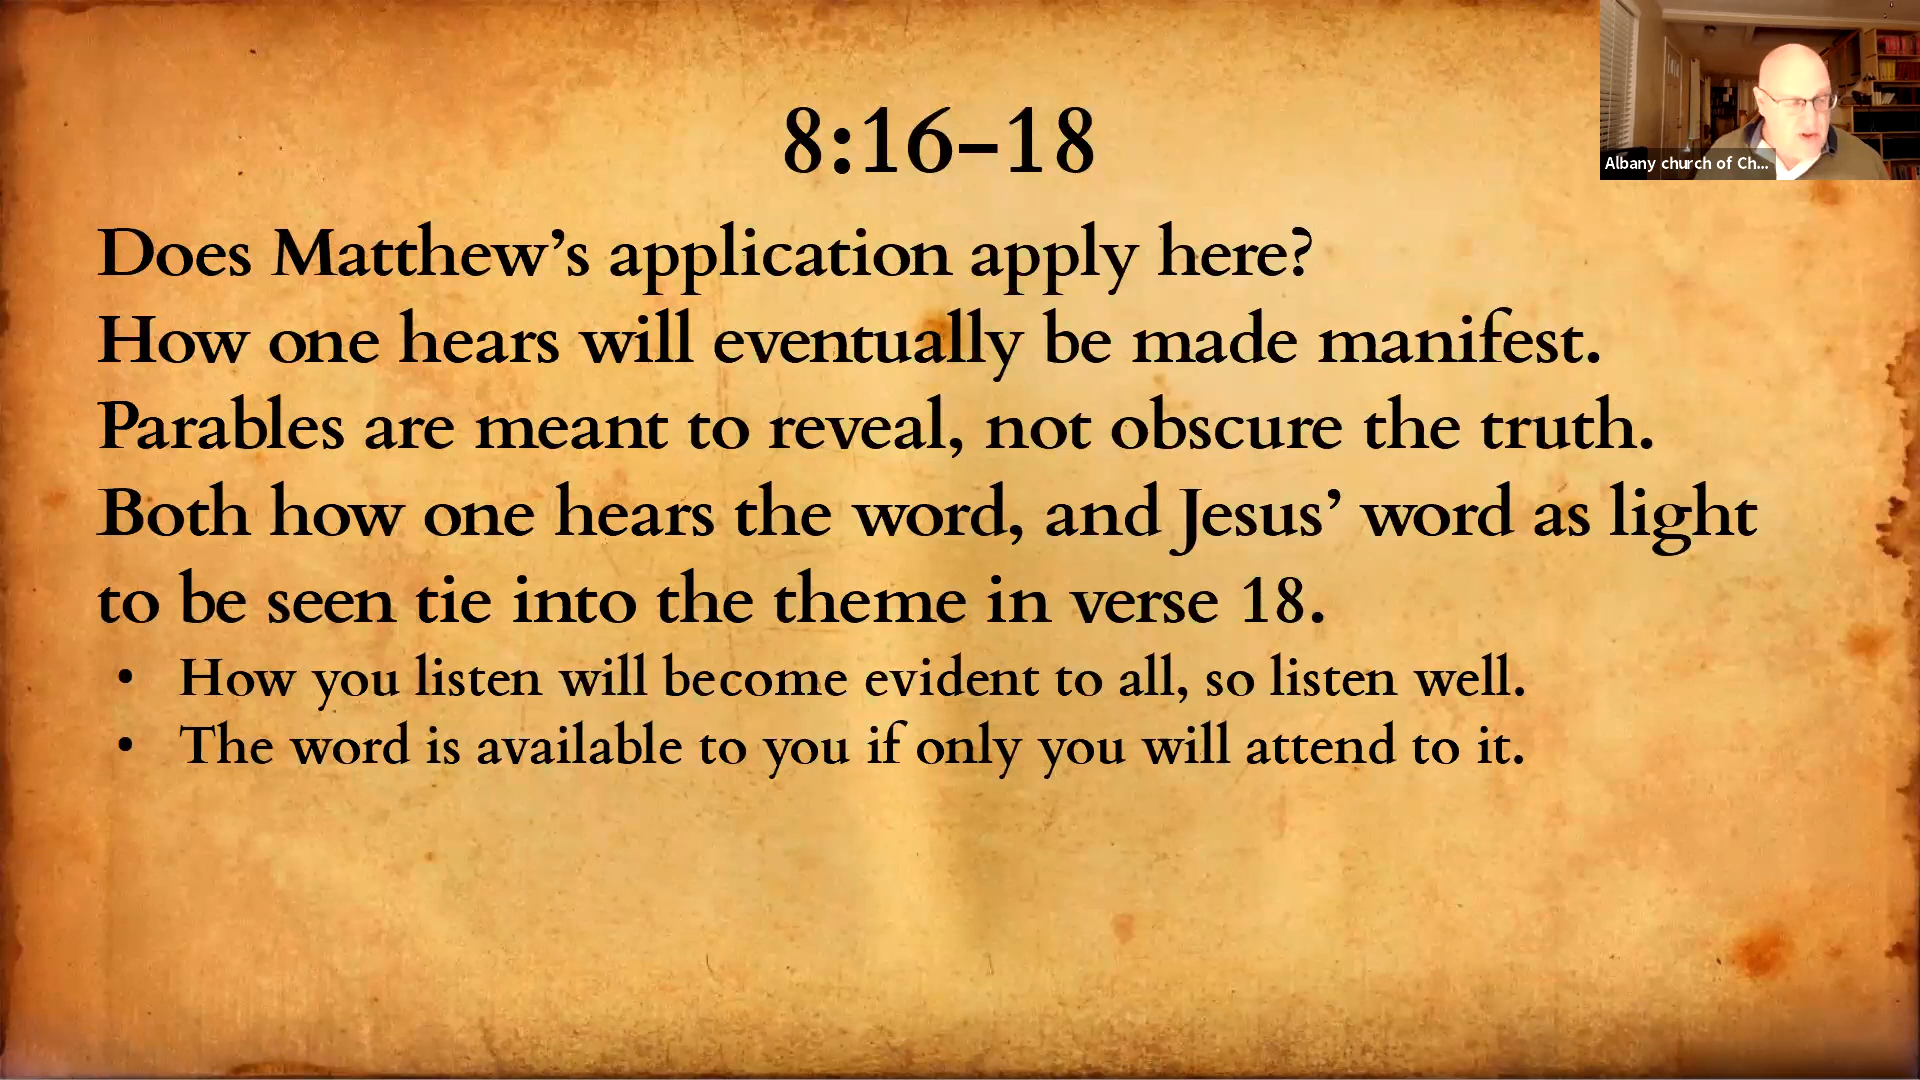 8:16–18
Albany church of Ch...
Does Matthew’s application apply here?
How one hears will eventually be made manifest.
Parables are meant to reveal, not obscure the truth.
Both how one hears the word, and Jesus’ word as light
to be seen tie into the theme in verse 18.
• How you listen will become evident to all, so listen well.
• The word is available to you if only you will attend to it.